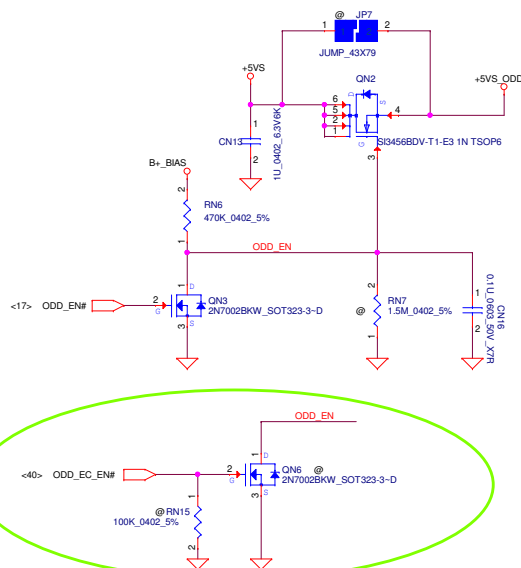 @ JP7
1 2
JUMP_43X79
+5VS
QN2
+5VS_ODD
D S
6
5
2
1
4
G
3
SI3456BDV-T1-E3 1N TSOP6
CN13
1
2
1U_0402_6.3V6K
B+_BIAS
2
RN6
470K_0402_5%
1
ODD_EN
<17> ODD_EN#
1 D
2 G
3 S
QN3
2N7002BKW_SOT323-3~D
2
RN7
@ 1.5M_0402_5%
1
1
CN16
2
0.1U_0603_50V_X7R
ODD_EN
<40> ODD_EC_EN#
1 D
2 G
3 S
QN6 @
2N7002BKW_SOT323-3~D
1
@ RN15
100K_0402_5%
2